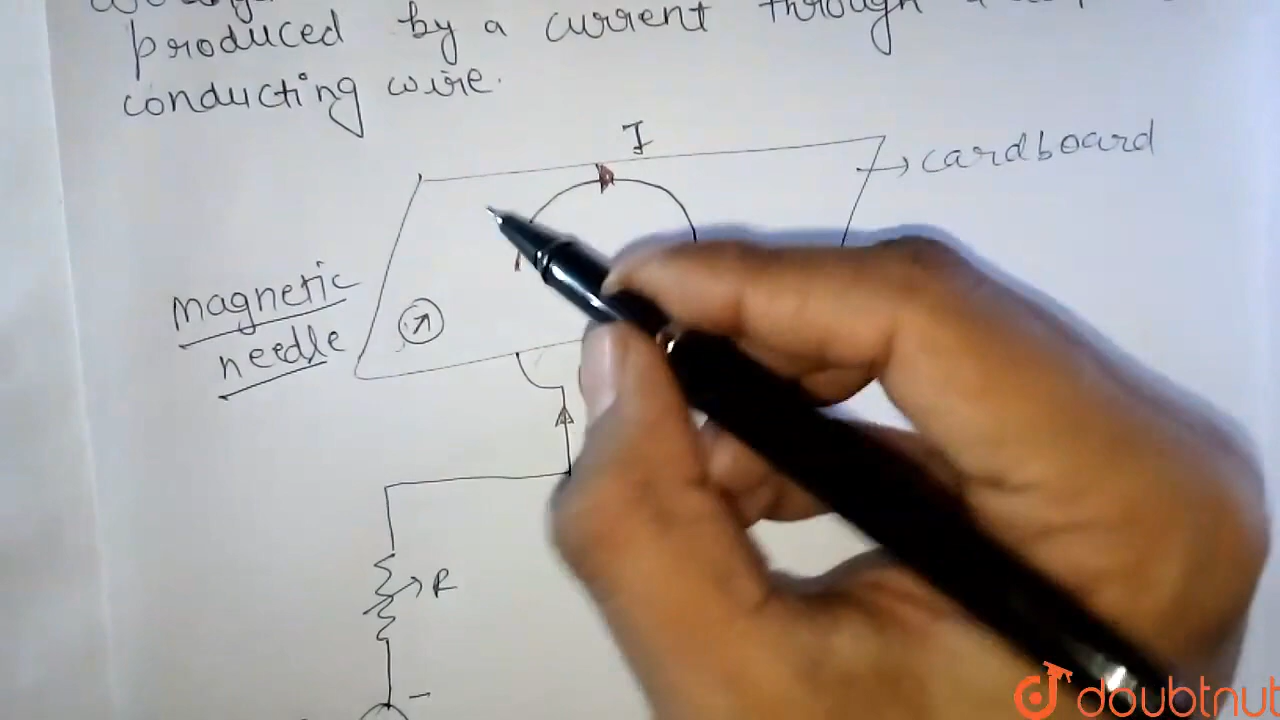 produced by a current through a
conducting wire.
I
cardboard
magnetic
needle
R
doubtnut